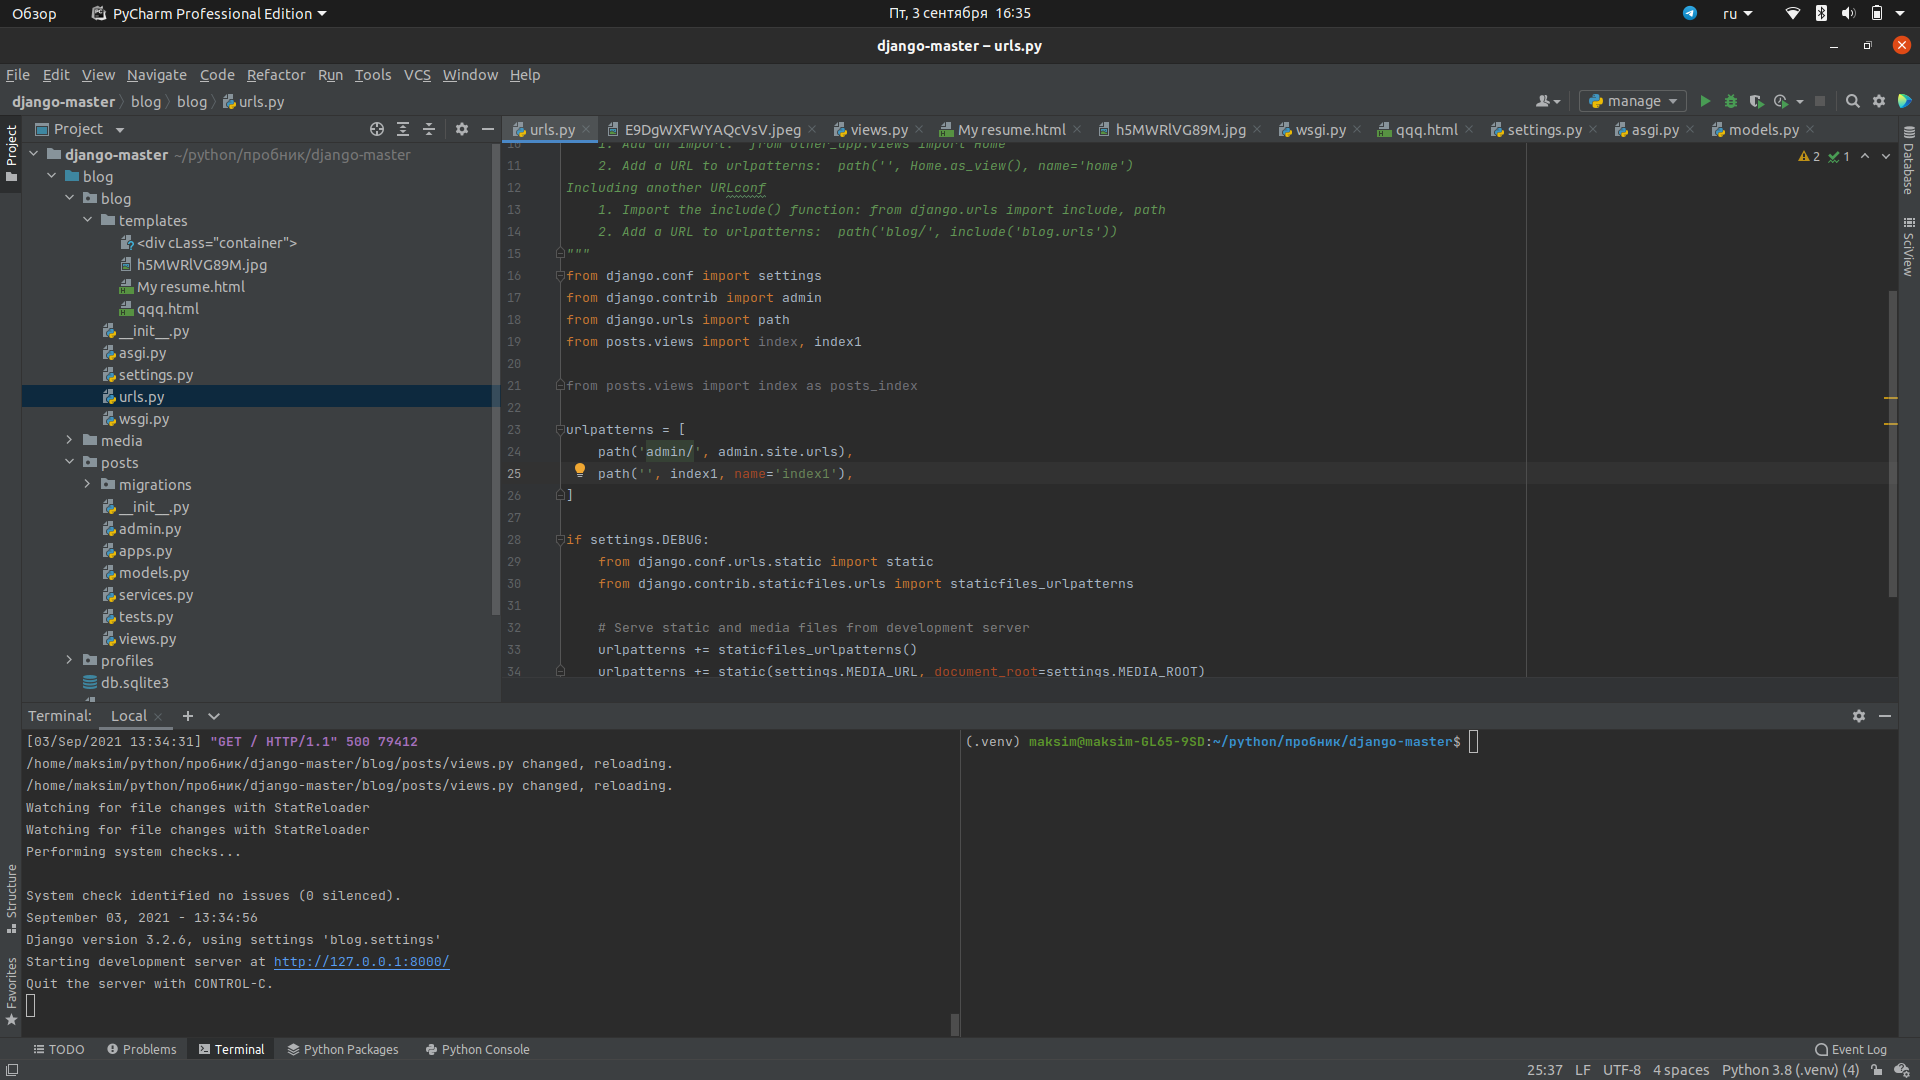 Обзор PyCharm Professional Edition Пт, 3 сентября 16:35 ru
django-master – urls.py
File Edit View Navigate Code Refactor Run Tools VCS Window Help
django-master blog blog urls.py manage
Project
Project
django-master ~/python/пробник/django-master
blog
blog
templates
<div cLass="container">
h5MWRlVG89M.jpg
My resume.html
qqq.html
__init__.py
asgi.py
settings.py
urls.py
wsgi.py
media
posts
migrations
__init__.py
admin.py
apps.py
models.py
services.py
tests.py
views.py
profiles
db.sqlite3
urls.py E9DgWXFWYAQcVsV.jpeg views.py My resume.html h5MWRlVG89M.jpg wsgi.py qqq.html settings.py asgi.py models.py
2 1
10 1. Add an import: from other_app.views import Home
11 2. Add a URL to urlpatterns: path('', Home.as_view(), name='home')
12 Including another URLconf
13 1. Import the include() function: from django.urls import include, path
14 2. Add a URL to urlpatterns: path('blog/', include('blog.urls'))
15 """
16 from django.conf import settings
17 from django.contrib import admin
18 from django.urls import path
19 from posts.views import index, index1
20
21 from posts.views import index as posts_index
22
23 urlpatterns = [
24 path('admin/', admin.site.urls),
25 path('', index1, name='index1'),
26 ]
27
28 if settings.DEBUG:
29 from django.conf.urls.static import static
30 from django.contrib.staticfiles.urls import staticfiles_urlpatterns
31
32 # Serve static and media files from development server
33 urlpatterns += staticfiles_urlpatterns()
34 urlpatterns += static(settings.MEDIA_URL, document_root=settings.MEDIA_ROOT)
Database
SciView
Terminal: Local
[03/Sep/2021 13:34:31] "GET / HTTP/1.1" 500 79412
/home/maksim/python/пробник/django-master/blog/posts/views.py changed, reloading.
/home/maksim/python/пробник/django-master/blog/posts/views.py changed, reloading.
Watching for file changes with StatReloader
Watching for file changes with StatReloader
Performing system checks...
System check identified no issues (0 silenced).
September 03, 2021 - 13:34:56
Django version 3.2.6, using settings 'blog.settings'
Starting development server at http://127.0.0.1:8000/
Quit the server with CONTROL-C.
(.venv) maksim@maksim-GL65-9SD:~/python/пробник/django-master$
Structure
Favorites
TODO Problems Terminal Python Packages Python Console Event Log
25:37 LF UTF-8 4 spaces Python 3.8 (.venv) (4)